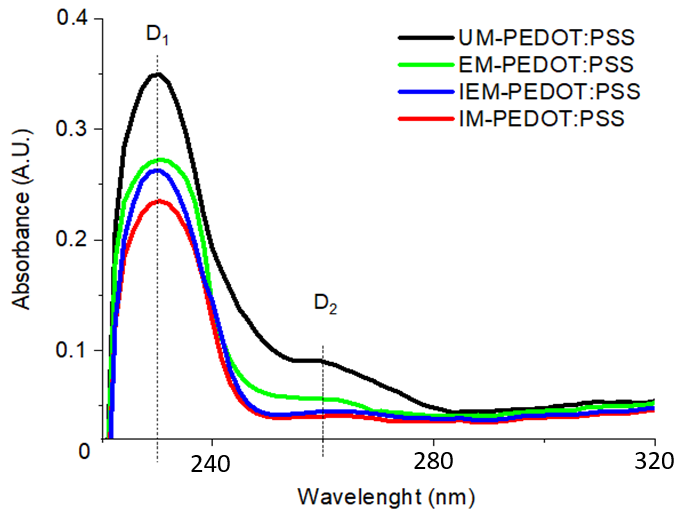 0.4
D₁
UM-PEDOT:PSS
EM-PEDOT:PSS
IEM-PEDOT:PSS
IM-PEDOT:PSS
0.3
Absorbance (A.U.)
0.2
D₂
0.1
0
240
280
320
Wavelenght (nm)